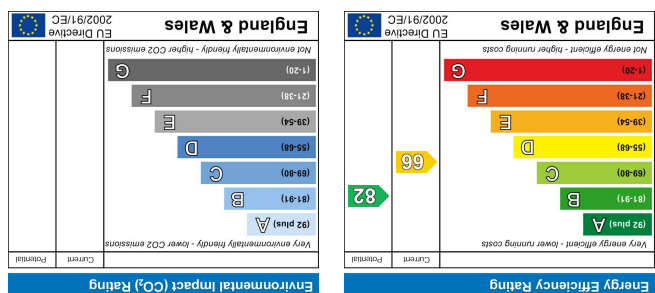 Energy Efficiency Rating
Current
Potential
Very energy efficient - lower running costs
(92 plus) A
(81-91) B
(69-80) C
(55-68) D
(39-54) E
(21-38) F
(1-20) G
Not energy efficient - higher running costs
66
82
England & Wales
EU Directive
2002/91/EC
Environmental Impact (CO₂) Rating
Current
Potential
Very environmentally friendly - lower CO2 emissions
(92 plus) A
(81-91) B
(69-80) C
(55-68) D
(39-54) E
(21-38) F
(1-20) G
Not environmentally friendly - higher CO2 emissions
England & Wales
EU Directive
2002/91/EC